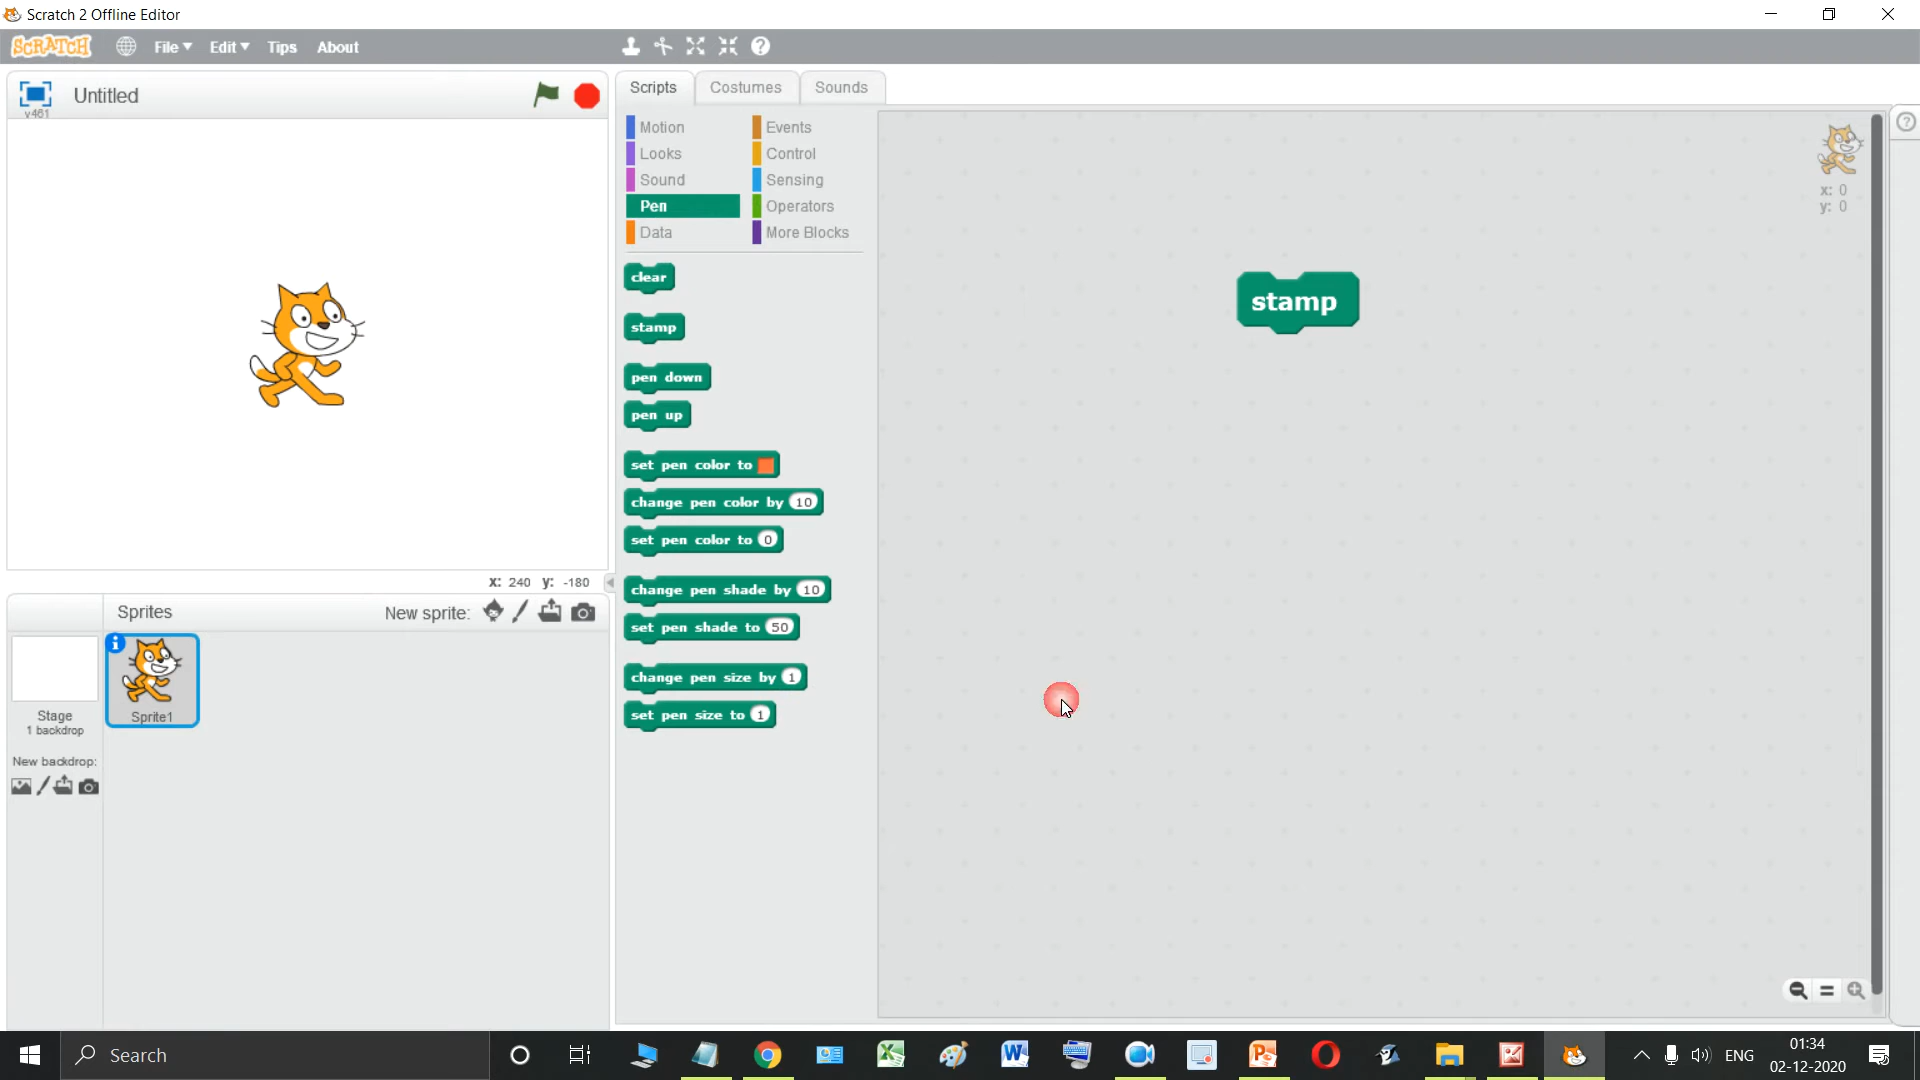 Scratch 2 Offline Editor
SCRATCH File Edit Tips About
v461
Untitled
Scripts Costumes Sounds
Motion
Looks
Sound
Pen
Data
Events
Control
Sensing
Operators
More Blocks
clear
stamp
pen down
pen up
set pen color to
change pen color by 10
set pen color to 0
change pen shade by 10
set pen shade to 50
change pen size by 1
set pen size to 1
stamp
x: 0
y: 0
x: 240 y: -180
Sprites
New sprite:
Stage
1 backdrop
New backdrop:
Sprite1
Search
ENG
01:34
02-12-2020